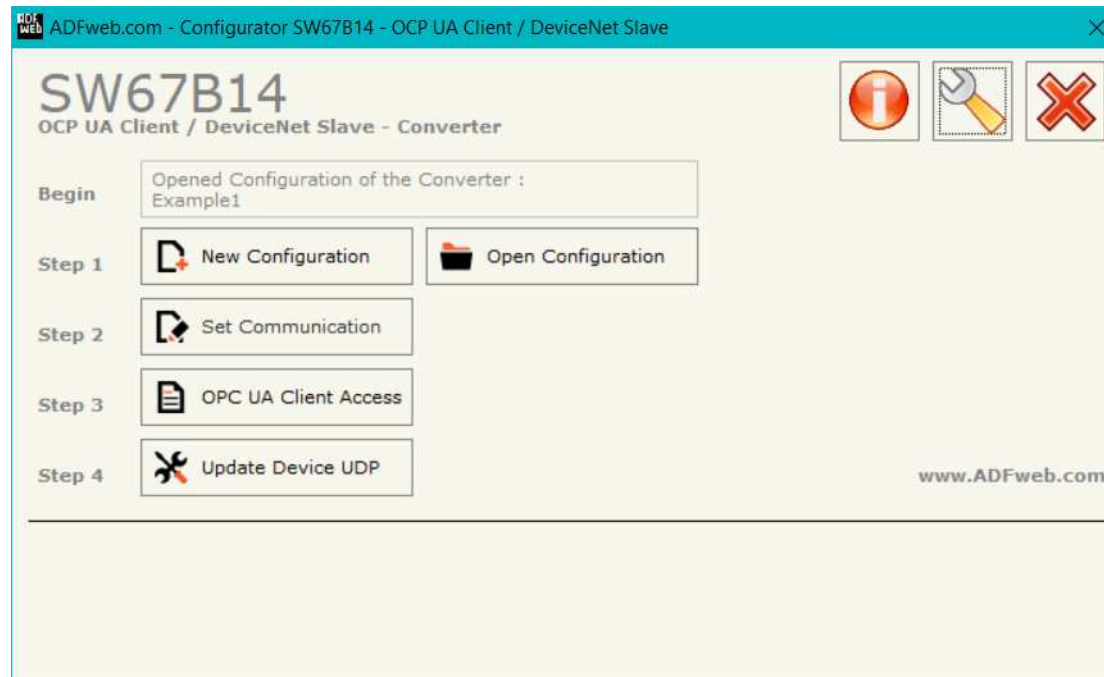 ADF
WEB
ADFweb.com - Configurator SW67B14 - OCP UA Client / DeviceNet Slave
SW67B14
OCP UA Client / DeviceNet Slave - Converter
Begin
Opened Configuration of the Converter :
Example1
Step 1
New Configuration
Open Configuration
Step 2
Set Communication
Step 3
OPC UA Client Access
Step 4
Update Device UDP
www.ADFweb.com